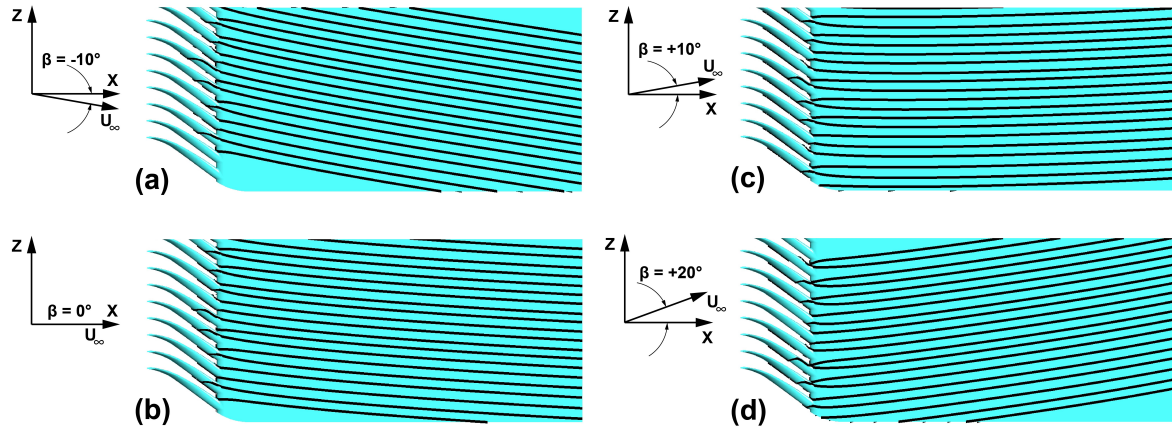 Z
β = -10°
X
U∞
(a)
Z
β = +10°
U∞
X
(c)
Z
β = 0°
X
U∞
(b)
Z
β = +20°
U∞
X
(d)